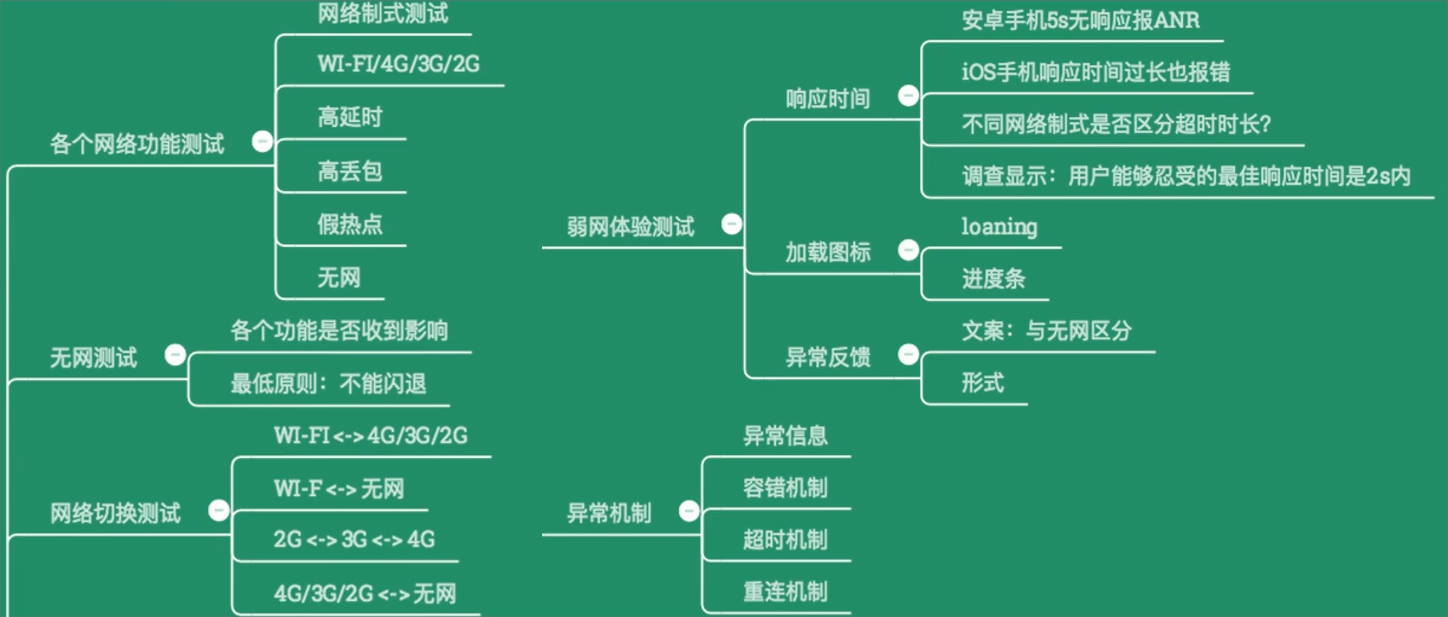 各个网络功能测试
网络制式测试
WI-FI/4G/3G/2G
高延时
高丢包
假热点
无网
无网测试
各个功能是否收到影响
最低原则：不能闪退
网络切换测试
WI-FI <-> 4G/3G/2G
WI-F <-> 无网
2G <-> 3G <-> 4G
4G/3G/2G <-> 无网
弱网体验测试
响应时间
安卓手机5s无响应报ANR
iOS手机响应时间过长也报错
不同网络制式是否区分超时时长?
调查显示：用户能够忍受的最佳响应时间是2s内
加载图标
loaning
进度条
异常反馈
文案：与无网区分
形式
异常机制
异常信息
容错机制
超时机制
重连机制